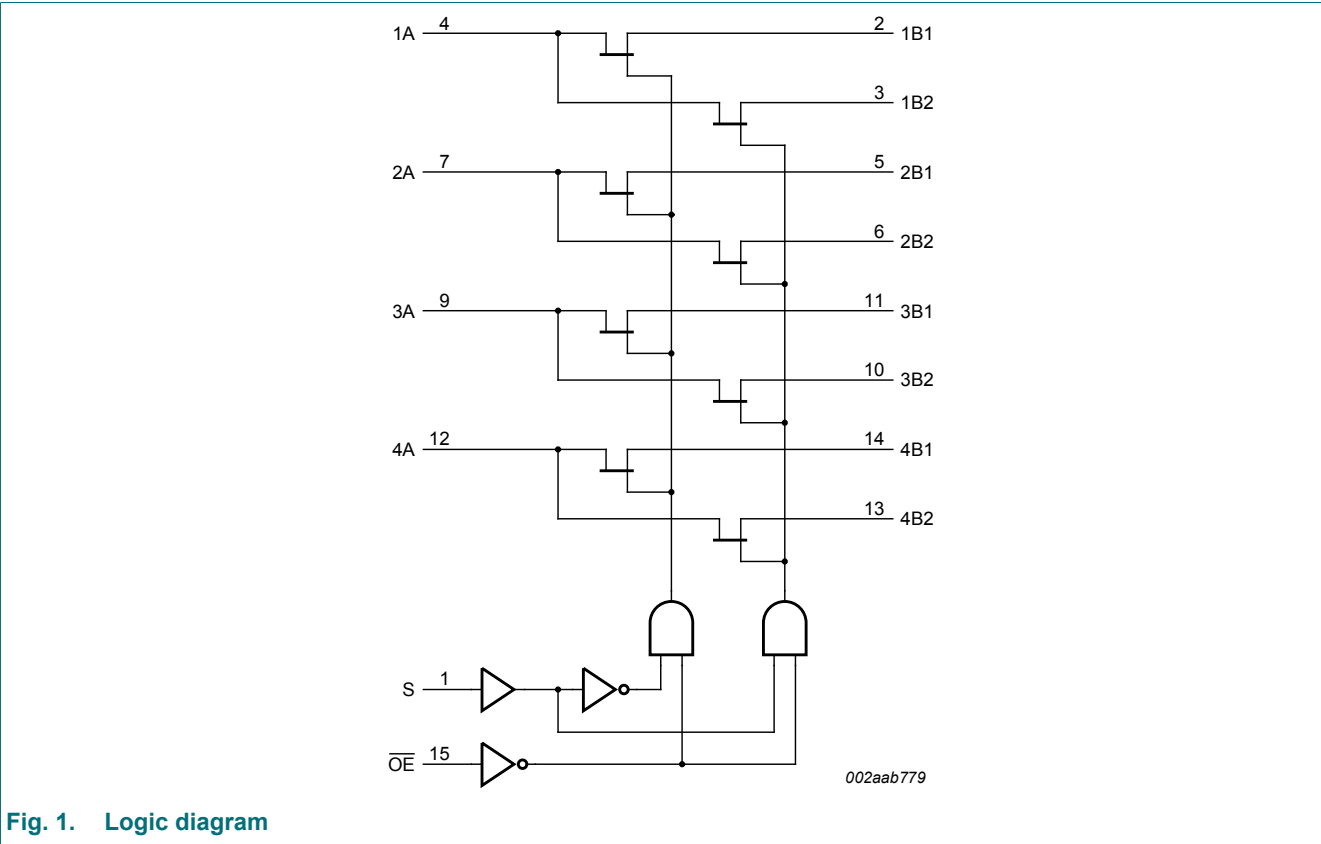 1A 4 2 1B1
3 1B2
2A 7 5 2B1
6 2B2
3A 9 11 3B1
10 3B2
4A 12 14 4B1
13 4B2
S 1
O̅E̅ 15
002aab779
Fig. 1. Logic diagram